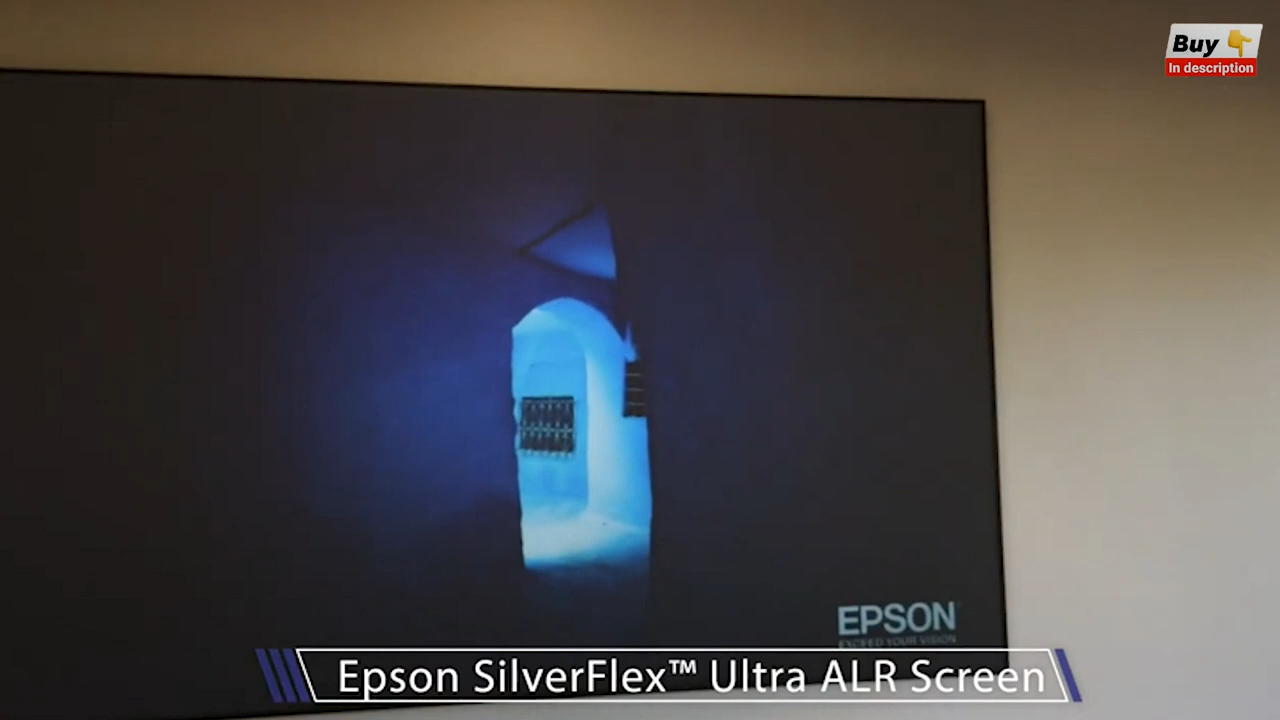 Buy
In description
EPSON
EXCEED YOUR VISION
Epson SilverFlex™ Ultra ALR Screen